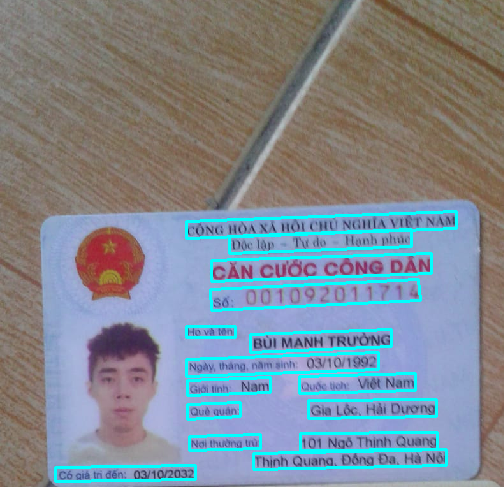 CỘNG HÒA XÃ HỘI CHỦ NGHĨA VIỆT NAM
Độc lập - Tự do - Hạnh phúc
CĂN CƯỚC CÔNG DÂN
Số: 001092011714
Họ và tên
BÙI MẠNH TRƯỜNG
Ngày, tháng, năm sinh: 03/10/1992
Giới tính: Nam Quốc tịch: Việt Nam
Quê quán: Gia Lộc, Hải Dương
Nơi thường trú 101 Ngõ Thịnh Quang
Thịnh Quang, Đống Đa, Hà Nội
Có giá trị đến: 03/10/2032